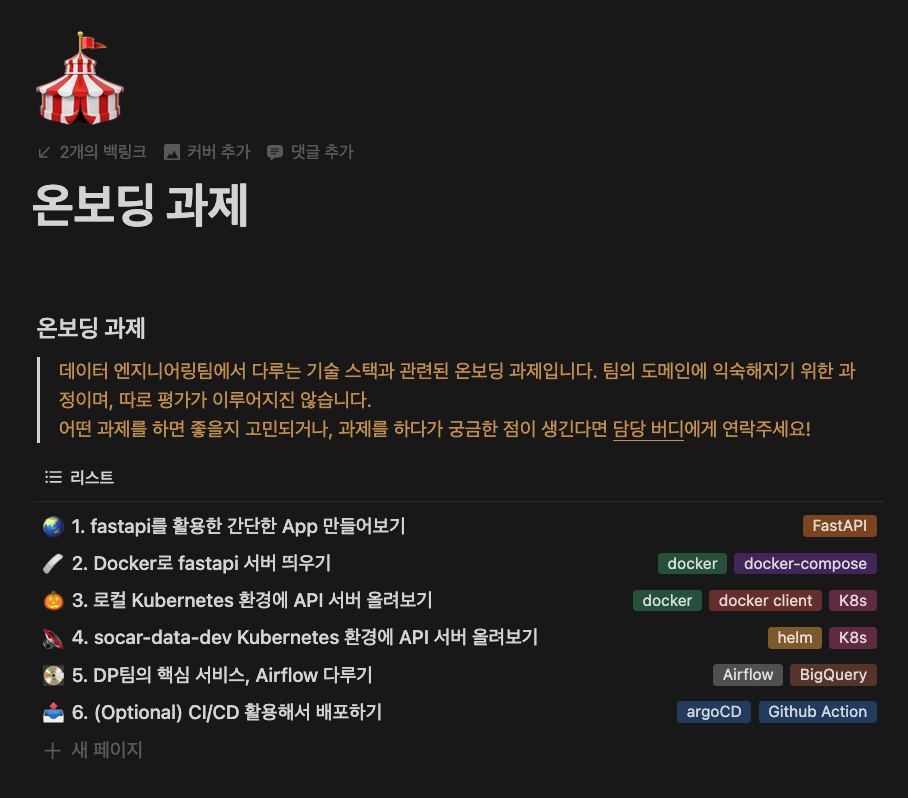 2개의 백링크 커버 추가 댓글 추가
온보딩 과제
온보딩 과제
데이터 엔지니어링팀에서 다루는 기술 스택과 관련된 온보딩 과제입니다. 팀의 도메인에 익숙해지기 위한 과
정이며, 따로 평가가 이루어지진 않습니다.
어떤 과제를 하면 좋을지 고민되거나, 과제를 하다가 궁금한 점이 생긴다면 담당 버디에게 연락주세요!
리스트
1. fastapi를 활용한 간단한 App 만들어보기 FastAPI
2. Docker로 fastapi 서버 띄우기 docker docker-compose
3. 로컬 Kubernetes 환경에 API 서버 올려보기 docker docker client K8s
4. socar-data-dev Kubernetes 환경에 API 서버 올려보기 helm K8s
5. DP팀의 핵심 서비스, Airflow 다루기 Airflow BigQuery
6. (Optional) CI/CD 활용해서 배포하기 argoCD Github Action
새 페이지